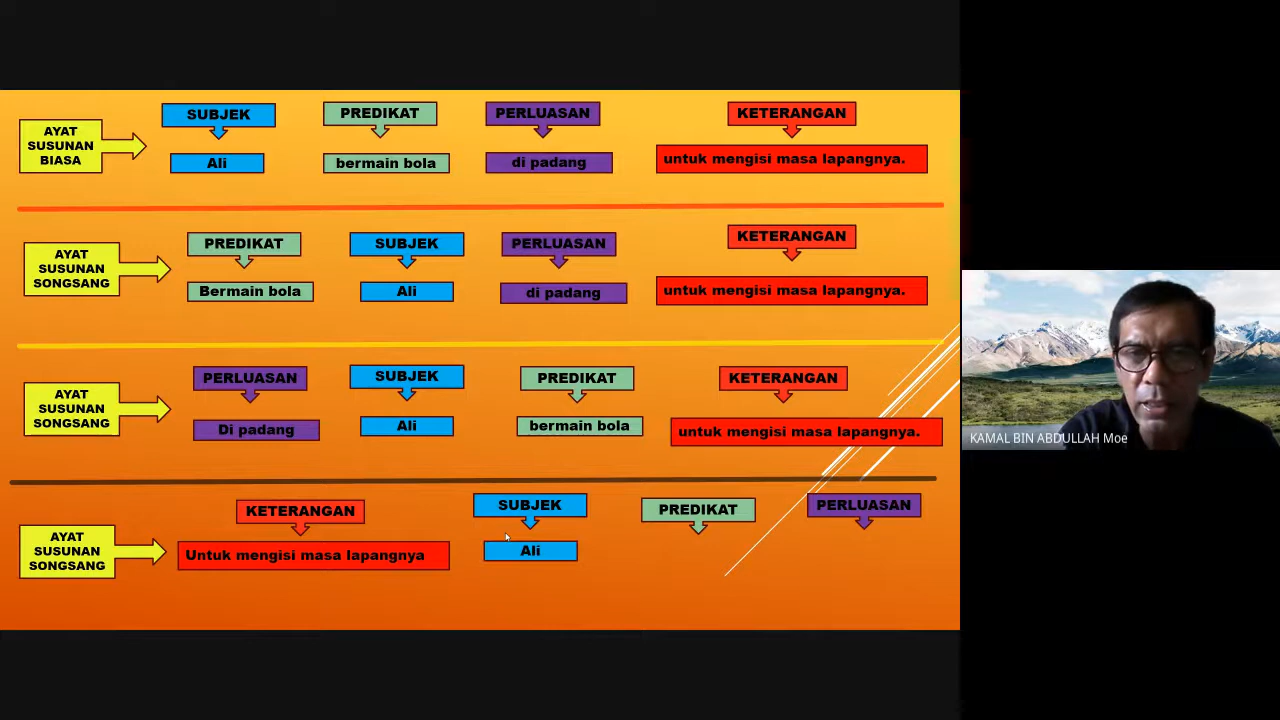 SUBJEK
PREDIKAT
PERLUASAN
KETERANGAN
AYAT
SUSUNAN
BIASA
Ali
bermain bola
di padang
untuk mengisi masa lapangnya.
PREDIKAT
SUBJEK
PERLUASAN
KETERANGAN
AYAT
SUSUNAN
SONGSANG
Bermain bola
Ali
di padang
untuk mengisi masa lapangnya.
PERLUASAN
SUBJEK
PREDIKAT
KETERANGAN
AYAT
SUSUNAN
SONGSANG
Di padang
Ali
bermain bola
untuk mengisi masa lapangnya.
KETERANGAN
SUBJEK
PREDIKAT
PERLUASAN
AYAT
SUSUNAN
SONGSANG
Untuk mengisi masa lapangnya
Ali
KAMAL BIN ABDULLAH Moe